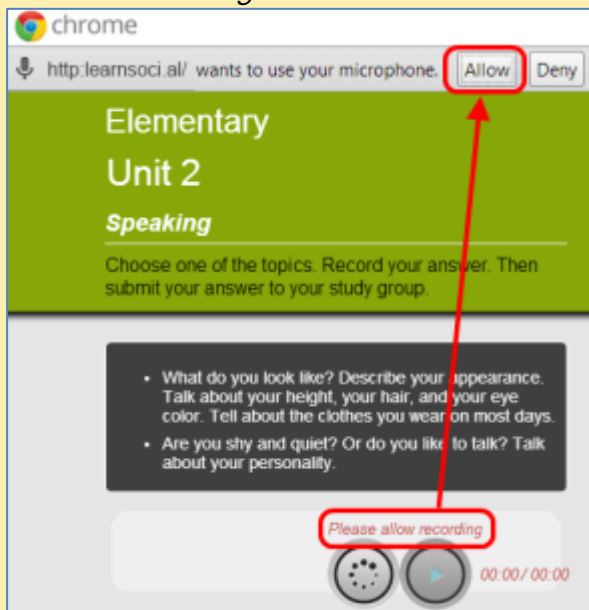 chrome
http:learnsoci.al/ wants to use your microphone. Allow Deny
Elementary
Unit 2
Speaking
Choose one of the topics. Record your answer. Then
submit your answer to your study group.
• What do you look like? Describe your appearance.
Talk about your height, your hair, and your eye
color. Tell about the clothes you wear on most days.
• Are you shy and quiet? Or do you like to talk? Talk
about your personality.
Please allow recording
00:00/ 00:00